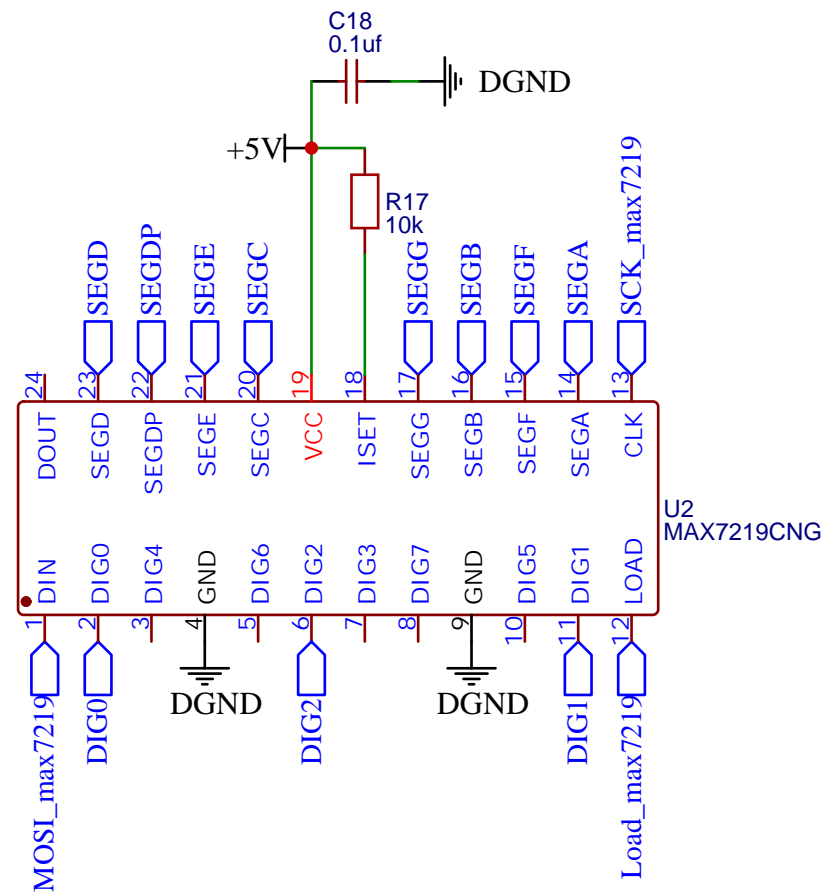 C18
0.1uf
DGND
+5V
R17
10k
SEGD
SEGDP
SEGE
SEGC
SEGG
SEGB
SEGF
SEGA
SCK_max7219
24
23
22
21
20
19
18
17
16
15
14
13
DOUT
SEGD
SEGDP
SEGE
SEGC
VCC
ISET
SEGG
SEGB
SEGF
SEGA
CLK
U2
MAX7219CNG
DIN
DIG0
DIG4
GND
DIG6
DIG2
DIG3
DIG7
GND
DIG5
DIG1
LOAD
1
2
3
4
5
6
7
8
9
10
11
12
MOSI_max7219
DIG0
DGND
DIG2
DGND
DIG1
Load_max7219